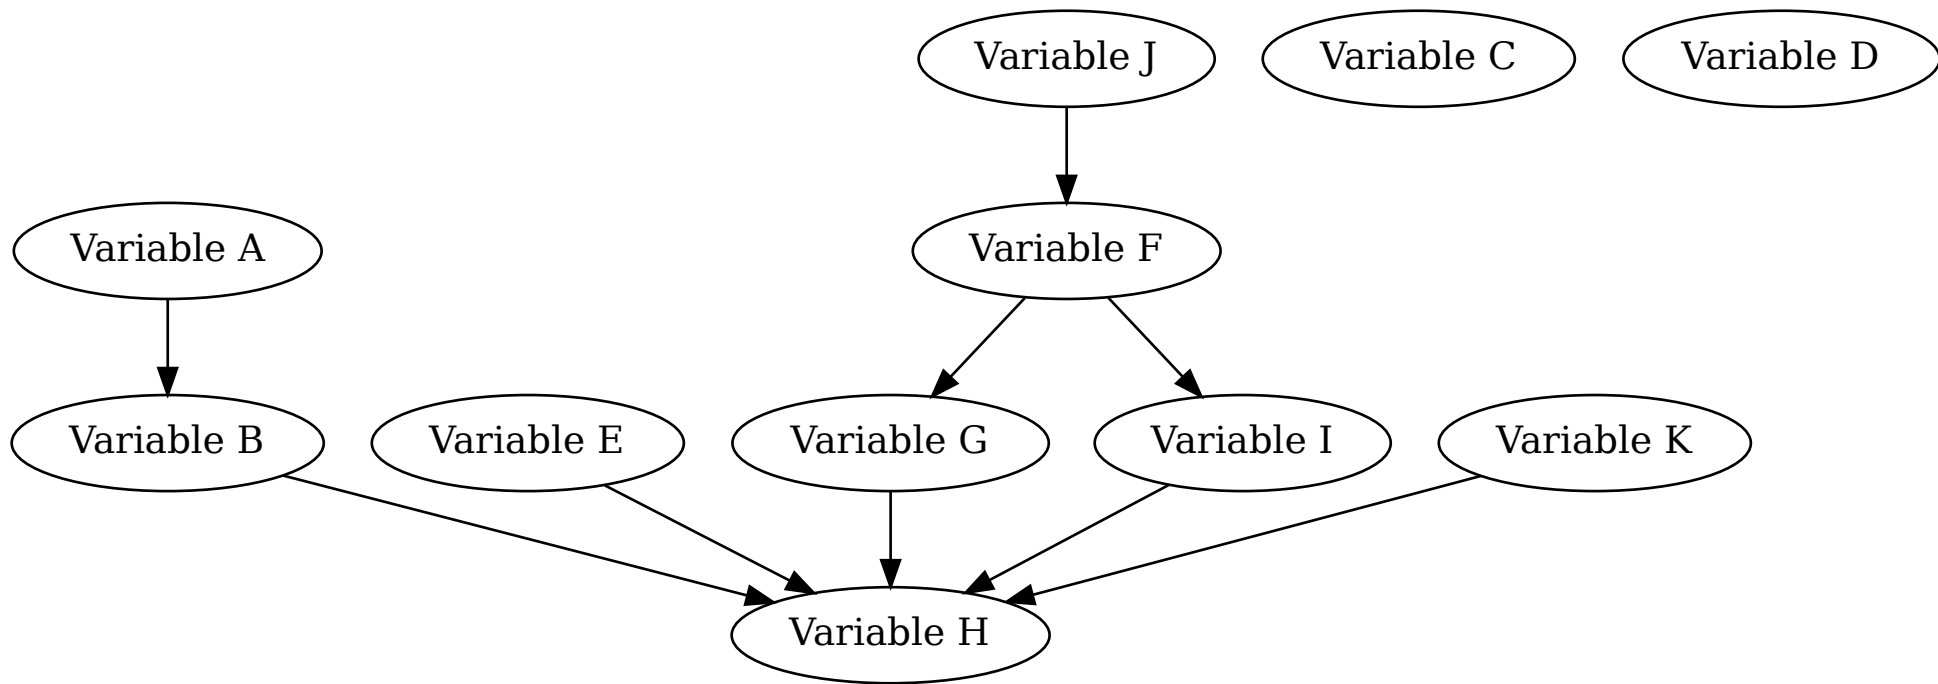 Variable J
Variable C
Variable D
Variable A
Variable F
Variable B
Variable E
Variable G
Variable I
Variable K
Variable H